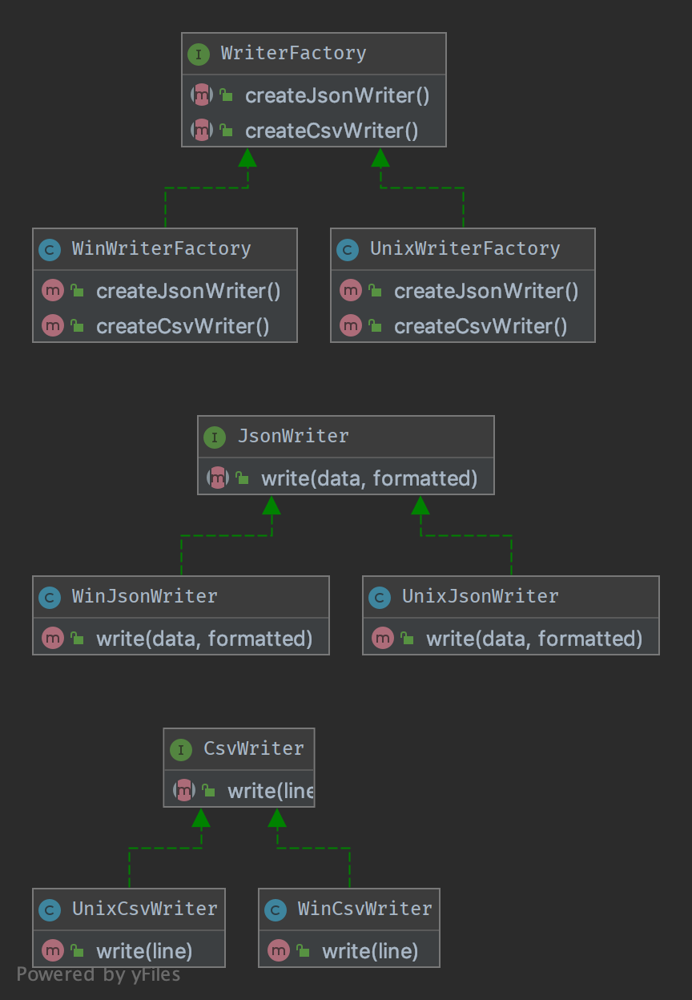 I WriterFactory
m createJsonWriter()
m createCsvWriter()
C WinWriterFactory
m createJsonWriter()
m createCsvWriter()
C UnixWriterFactory
m createJsonWriter()
m createCsvWriter()
I JsonWriter
m write(data, formatted)
C WinJsonWriter
m write(data, formatted)
C UnixJsonWriter
m write(data, formatted)
I CsvWriter
m write(line
C UnixCsvWriter
m write(line)
C WinCsvWriter
m write(line)
Powered by yFiles